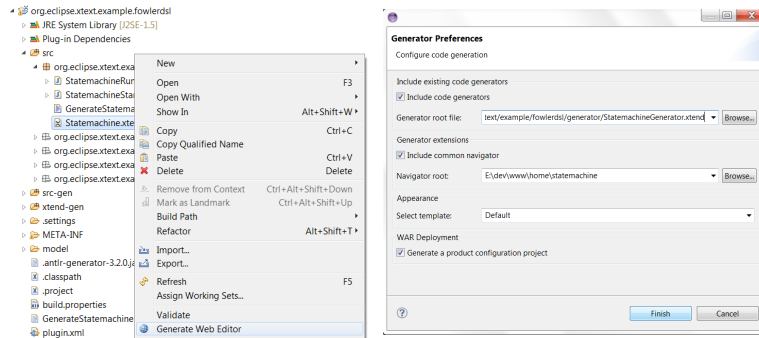 org.eclipse.xtext.example.fowlerdsl
JRE System Library [J2SE-1.5]
Plug-in Dependencies
src
org.eclipse.xtext.exa
StatemachineRun
StatemachineSta
GenerateStatema
Statemachine.xte
org.eclipse.xtext.exa
org.eclipse.xtext.exa
org.eclipse.xtext.exa
org.eclipse.xtext.exa
src-gen
xtend-gen
.settings
META-INF
model
.antlr-generator-3.2.0.ja
.classpath
.project
build.properties
GenerateStatemachine
plugin.xml
New
Open F3
Open With
Show In Alt+Shift+W
Copy Ctrl+C
Copy Qualified Name
Paste Ctrl+V
Delete Delete
Remove from Context Ctrl+Alt+Shift+Down
Mark as Landmark Ctrl+Alt+Shift+Up
Build Path
Refactor Alt+Shift+T
Import...
Export...
Refresh F5
Assign Working Sets...
Validate
Generate Web Editor
Generator Preferences
Configure code generation
Include existing code generators
Include code generators
Generator root file: text/example/fowlerdsl/generator/StatemachineGenerator.xtend Browse...
Generator extensions
Include common navigator
Navigator root: E:\dev\www\home\statemachine Browse...
Appearance
Select template: Default
WAR Deployment
Generate a product configuration project
Finish Cancel